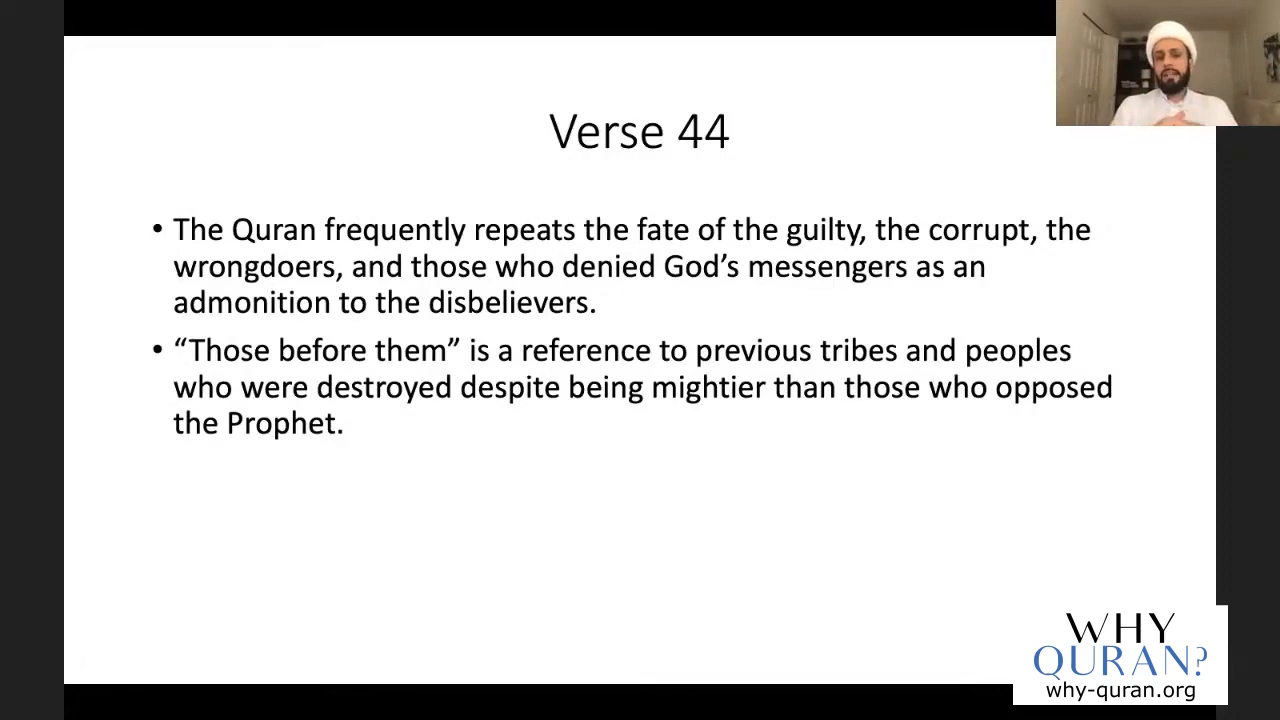 Verse 44
• The Quran frequently repeats the fate of the guilty, the corrupt, the
wrongdoers, and those who denied God’s messengers as an
admonition to the disbelievers.
• “Those before them” is a reference to previous tribes and peoples
who were destroyed despite being mightier than those who opposed
the Prophet.
WHY
QURAN?
why-quran.org